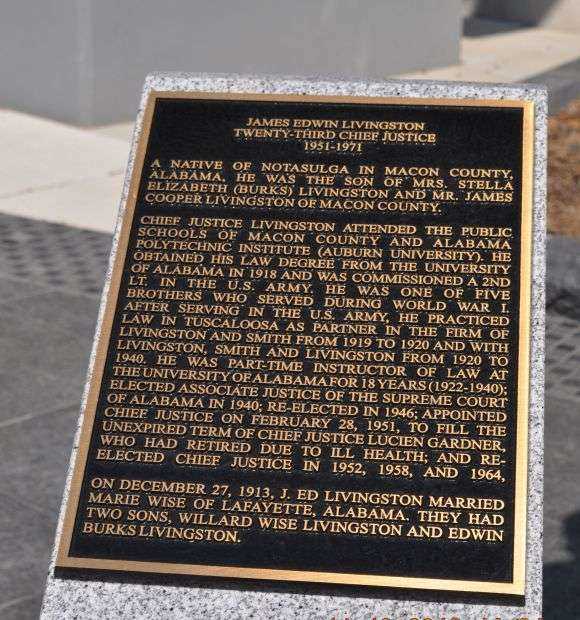 JAMES EDWIN LIVINGSTON
TWENTY-THIRD CHIEF JUSTICE
1951-1971
A NATIVE OF NOTASULGA IN MACON COUNTY,
ALABAMA, HE WAS THE SON OF MRS. STELLA
ELIZABETH (BURKS) LIVINGSTON AND MR. JAMES
COOPER LIVINGSTON OF MACON COUNTY.
CHIEF JUSTICE LIVINGSTON ATTENDED THE PUBLIC
SCHOOLS OF MACON COUNTY AND ALABAMA
POLYTECHNIC INSTITUTE (AUBURN UNIVERSITY). HE
OBTAINED HIS LAW DEGREE FROM THE UNIVERSITY
OF ALABAMA IN 1918 AND WAS COMMISSIONED A 2ND
LT. IN THE U.S. ARMY. HE WAS ONE OF FIVE
BROTHERS WHO SERVED DURING WORLD WAR I.
AFTER SERVING IN THE U.S. ARMY, HE PRACTICED
LAW IN TUSCALOOSA AS PARTNER IN THE FIRM OF
LIVINGSTON AND SMITH FROM 1919 TO 1920 AND WITH
LIVINGSTON, SMITH AND LIVINGSTON FROM 1920 TO
1940. HE WAS PART-TIME INSTRUCTOR OF LAW AT
THE UNIVERSITY OF ALABAMA FOR 18 YEARS (1922-1940);
ELECTED ASSOCIATE JUSTICE OF THE SUPREME COURT
OF ALABAMA IN 1940; RE-ELECTED IN 1946; APPOINTED
CHIEF JUSTICE ON FEBRUARY 28, 1951, TO FILL THE
UNEXPIRED TERM OF CHIEF JUSTICE LUCIEN GARDNER,
WHO HAD RETIRED DUE TO ILL HEALTH; AND RE-
ELECTED CHIEF JUSTICE IN 1952, 1958, AND 1964,
ON DECEMBER 27, 1913, J. ED LIVINGSTON MARRIED
MARIE WISE OF LAFAYETTE, ALABAMA. THEY HAD
TWO SONS, WILLARD WISE LIVINGSTON AND EDWIN
BURKS LIVINGSTON.